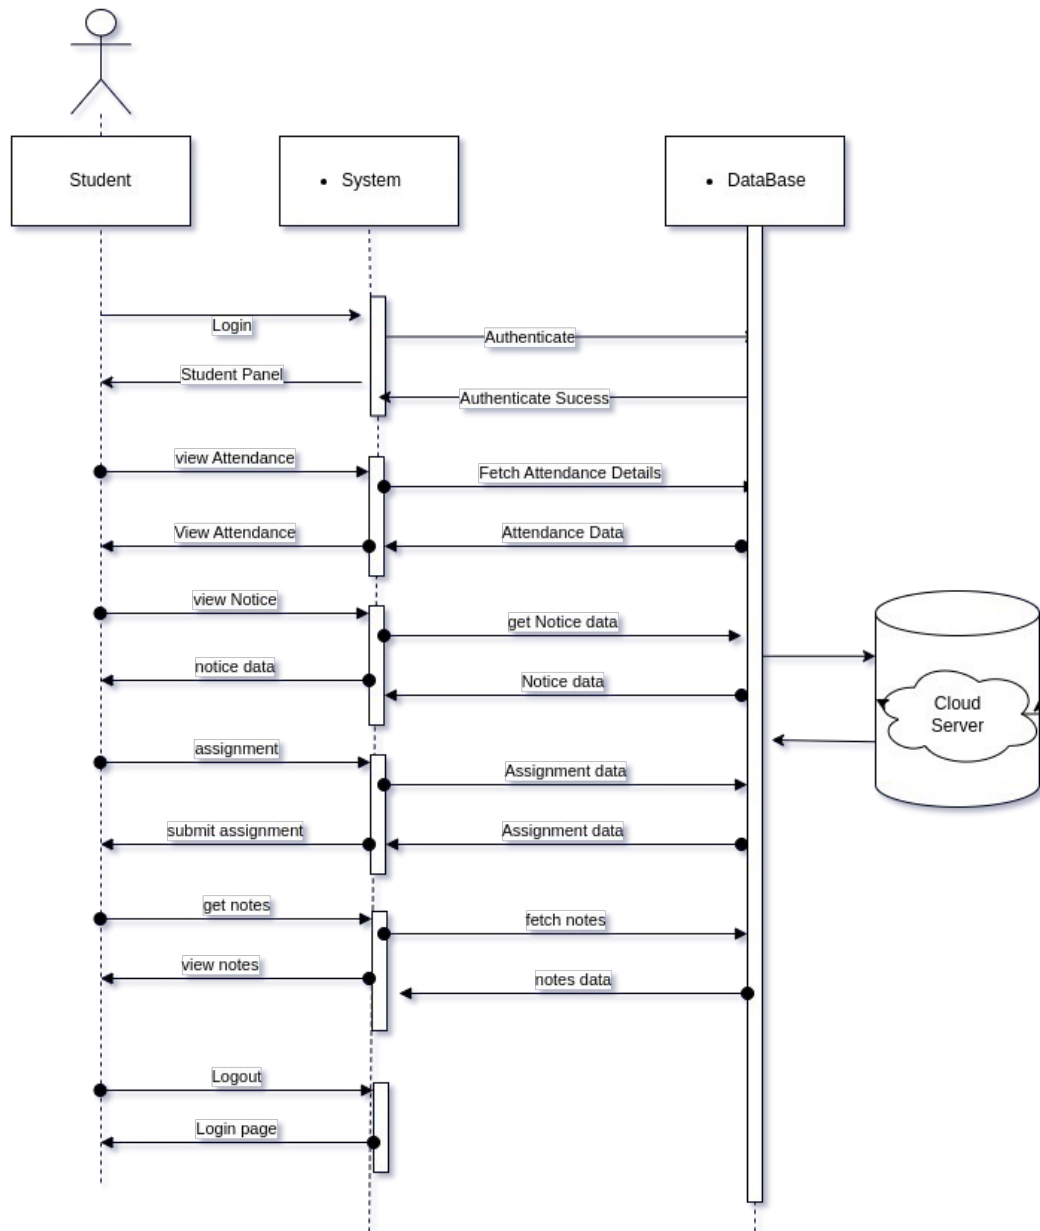 Student
• System
• DataBase
Login
Authenticate
Student Panel
Authenticate Sucess
view Attendance
Fetch Attendance Details
View Attendance
Attendance Data
view Notice
get Notice data
notice data
Notice data
Cloud
Server
assignment
Assignment data
submit assignment
Assignment data
get notes
fetch notes
view notes
notes data
Logout
Login page